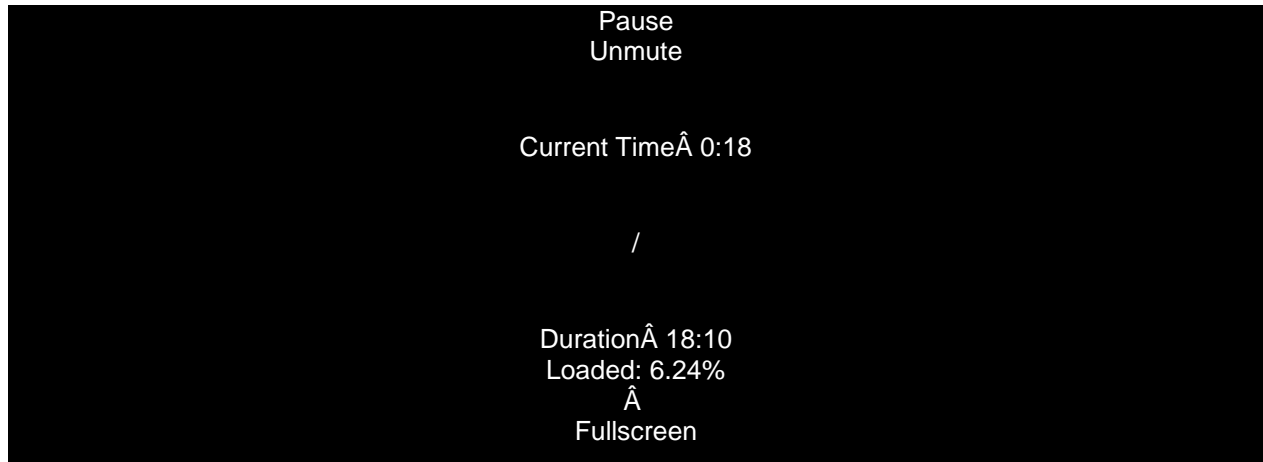 Pause
Unmute
Current TimeÂ 0:18
/
DurationÂ 18:10
Loaded: 6.24%
Â
Fullscreen